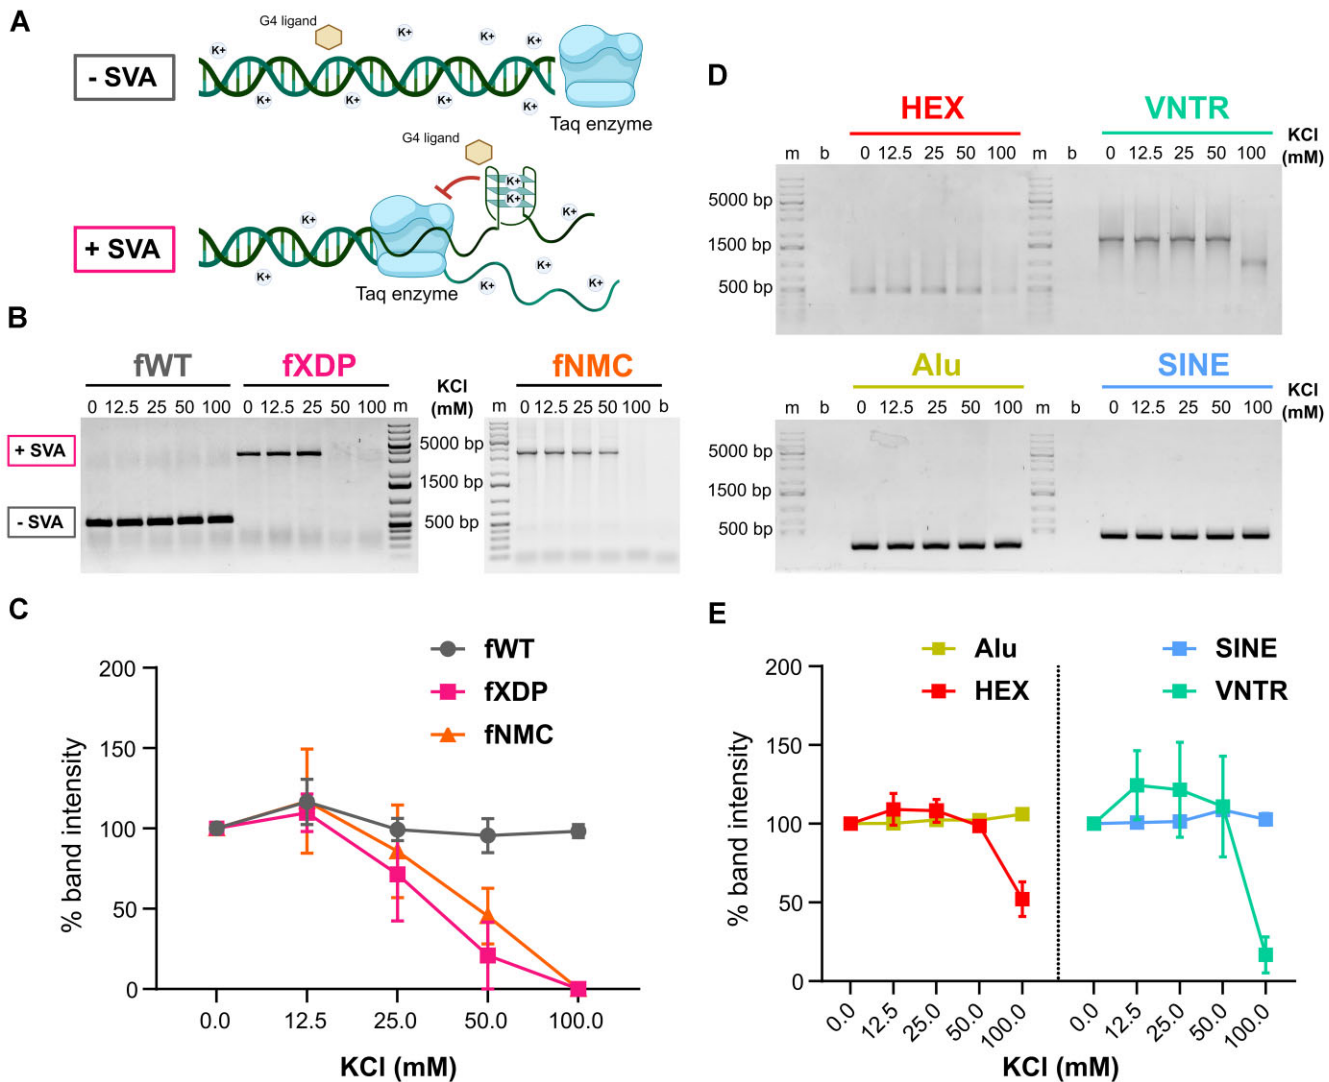 A
G4 ligand
K+ K+ K+ K+
- SVA
K+ K+ K+ K+
Taq enzyme
G4 ligand
K+
K+
K+ K+
+ SVA
K+
K+
K+
Taq enzyme
B
fWT fXDP fNMC
0 12.5 25 50 100 0 12.5 25 50 100 m
KCl
(mM)
0 12.5 25 50 100 b
+ SVA
- SVA
5000 bp
1500 bp
500 bp
C
fWT
fXDP
fNMC
% band intensity
200
150
100
50
0
0.0 12.5 25.0 50.0 100.0
KCl (mM)
D
HEX VNTR
m b 0 12.5 25 50 100 m b 0 12.5 25 50 100
KCl
(mM)
5000 bp
1500 bp
500 bp
Alu SINE
m b 0 12.5 25 50 100 m b 0 12.5 25 50 100
KCl
(mM)
5000 bp
1500 bp
500 bp
E
Alu SINE
HEX VNTR
% band intensity
200
150
100
50
0
0.0 12.5 25.0 50.0 100.0 0.0 12.5 25.0 50.0 100.0
KCl (mM)